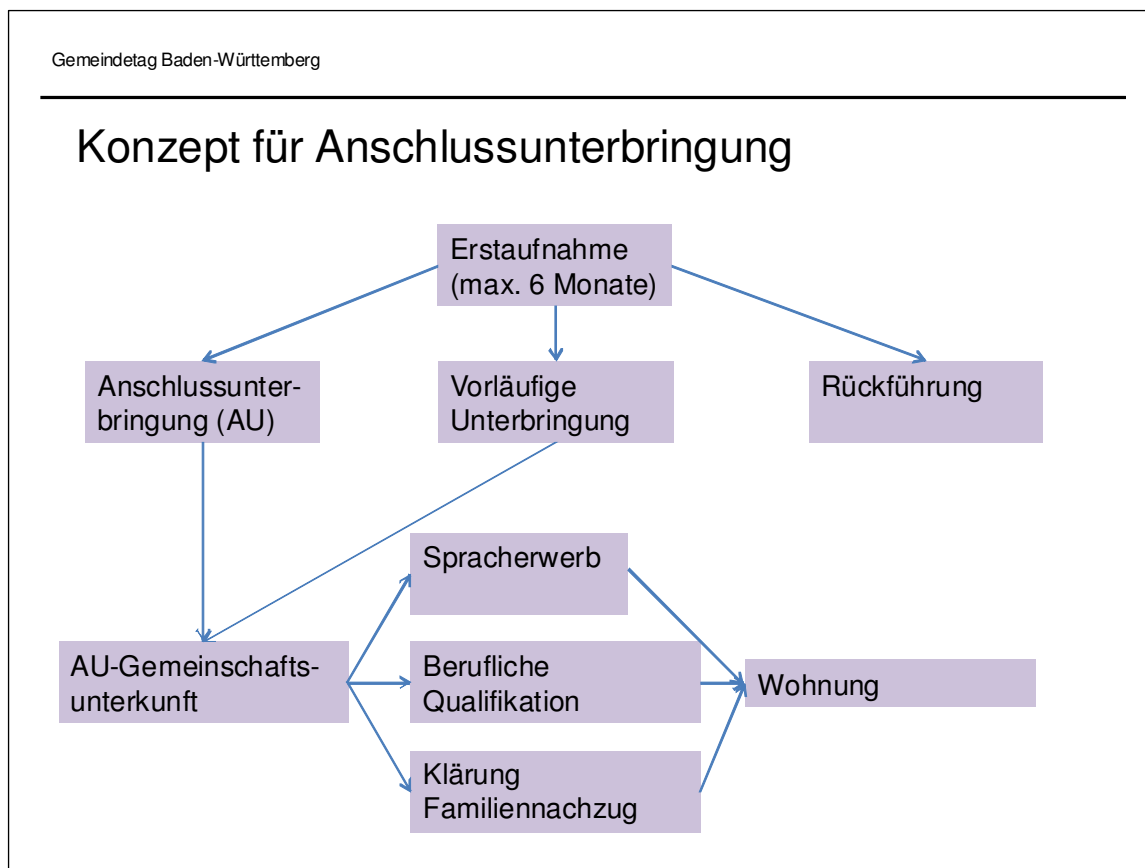 Gemeindetag Baden-Württemberg
Konzept für Anschlussunterbringung
Erstaufnahme
(max. 6 Monate)
Anschlussunter-
bringung (AU)
Vorläufige
Unterbringung
Rückführung
Spracherwerb
AU-Gemeinschafts-
unterkunft
Berufliche
Qualifikation
Wohnung
Klärung
Familiennachzug